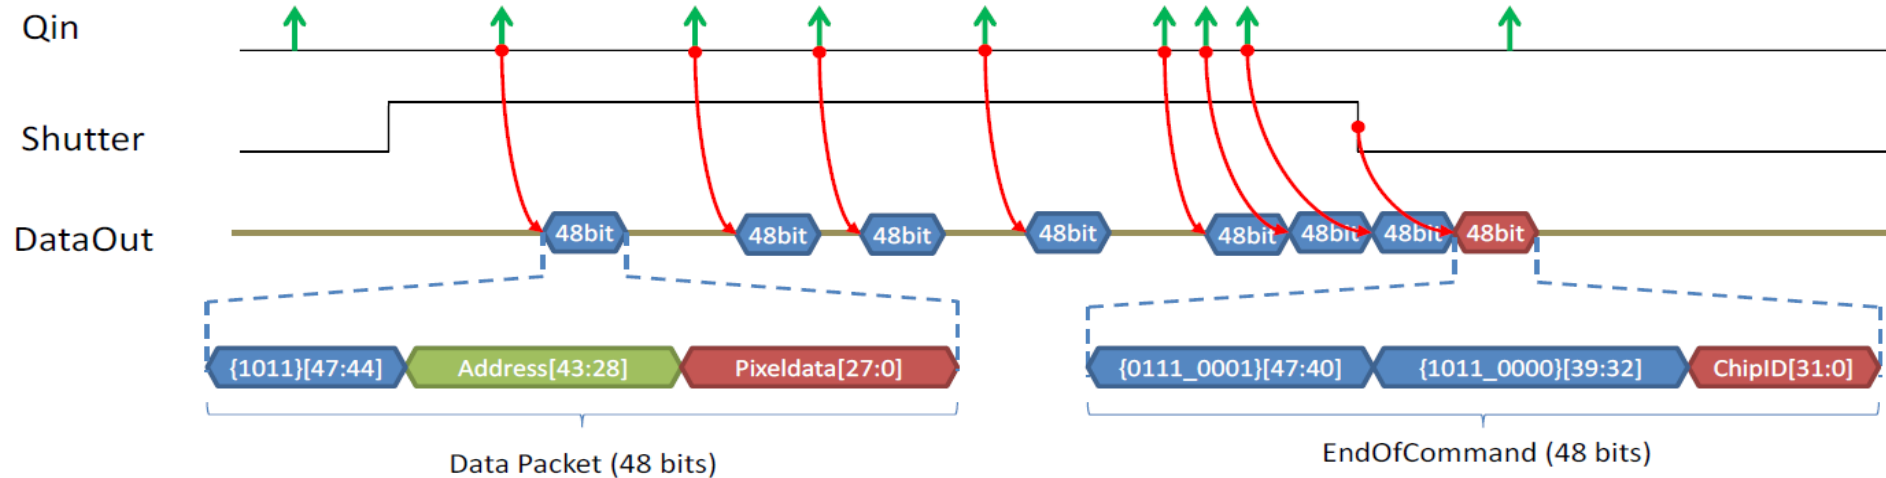 Qin
Shutter
DataOut
48bit 48bit 48bit 48bit 48bit 48bit 48bit 48bit
{1011}[47:44] Address[43:28] Pixeldata[27:0] {0111_0001}[47:40] {1011_0000}[39:32] ChipID[31:0]
Data Packet (48 bits) EndOfCommand (48 bits)